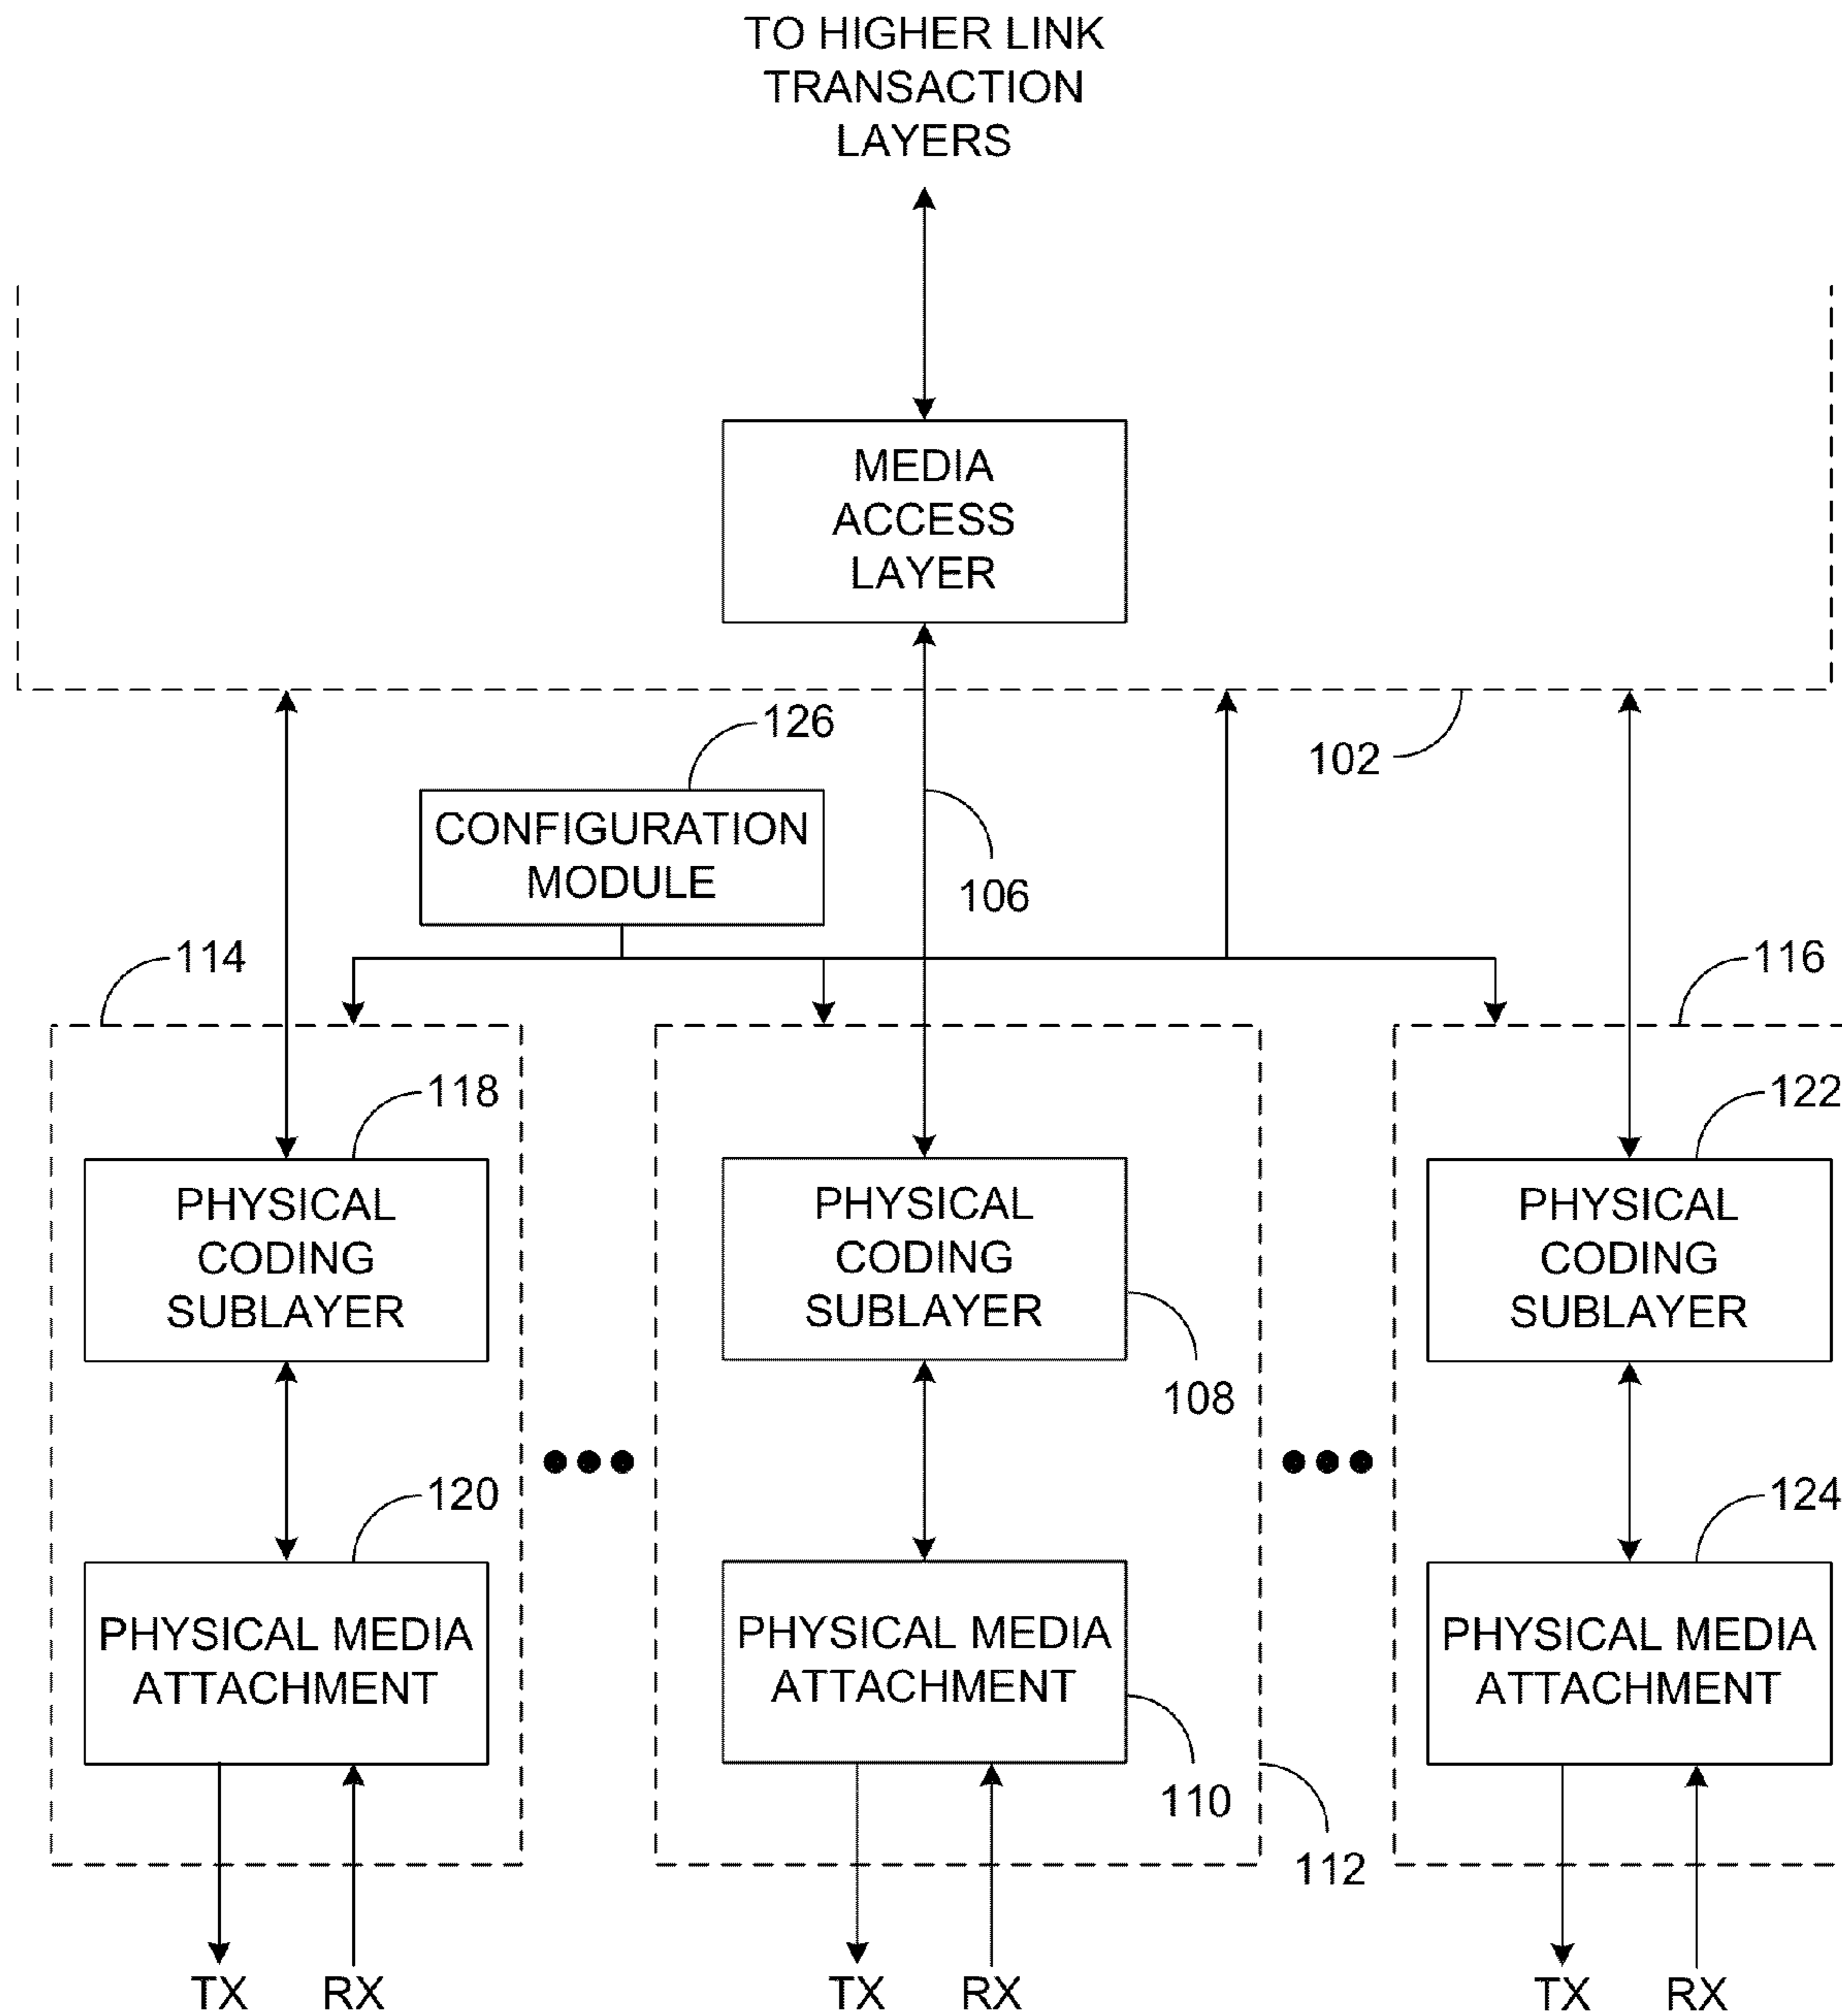 TO HIGHER LINK
TRANSACTION
LAYERS
MEDIA
ACCESS
LAYER
126
102
CONFIGURATION
MODULE
106
114
116
118
122
PHYSICAL
CODING
SUBLAYER
PHYSICAL
CODING
SUBLAYER
PHYSICAL
CODING
SUBLAYER
108
120
124
PHYSICAL MEDIA
ATTACHMENT
PHYSICAL MEDIA
ATTACHMENT
PHYSICAL MEDIA
ATTACHMENT
110
112
TX RX
TX RX
TX RX